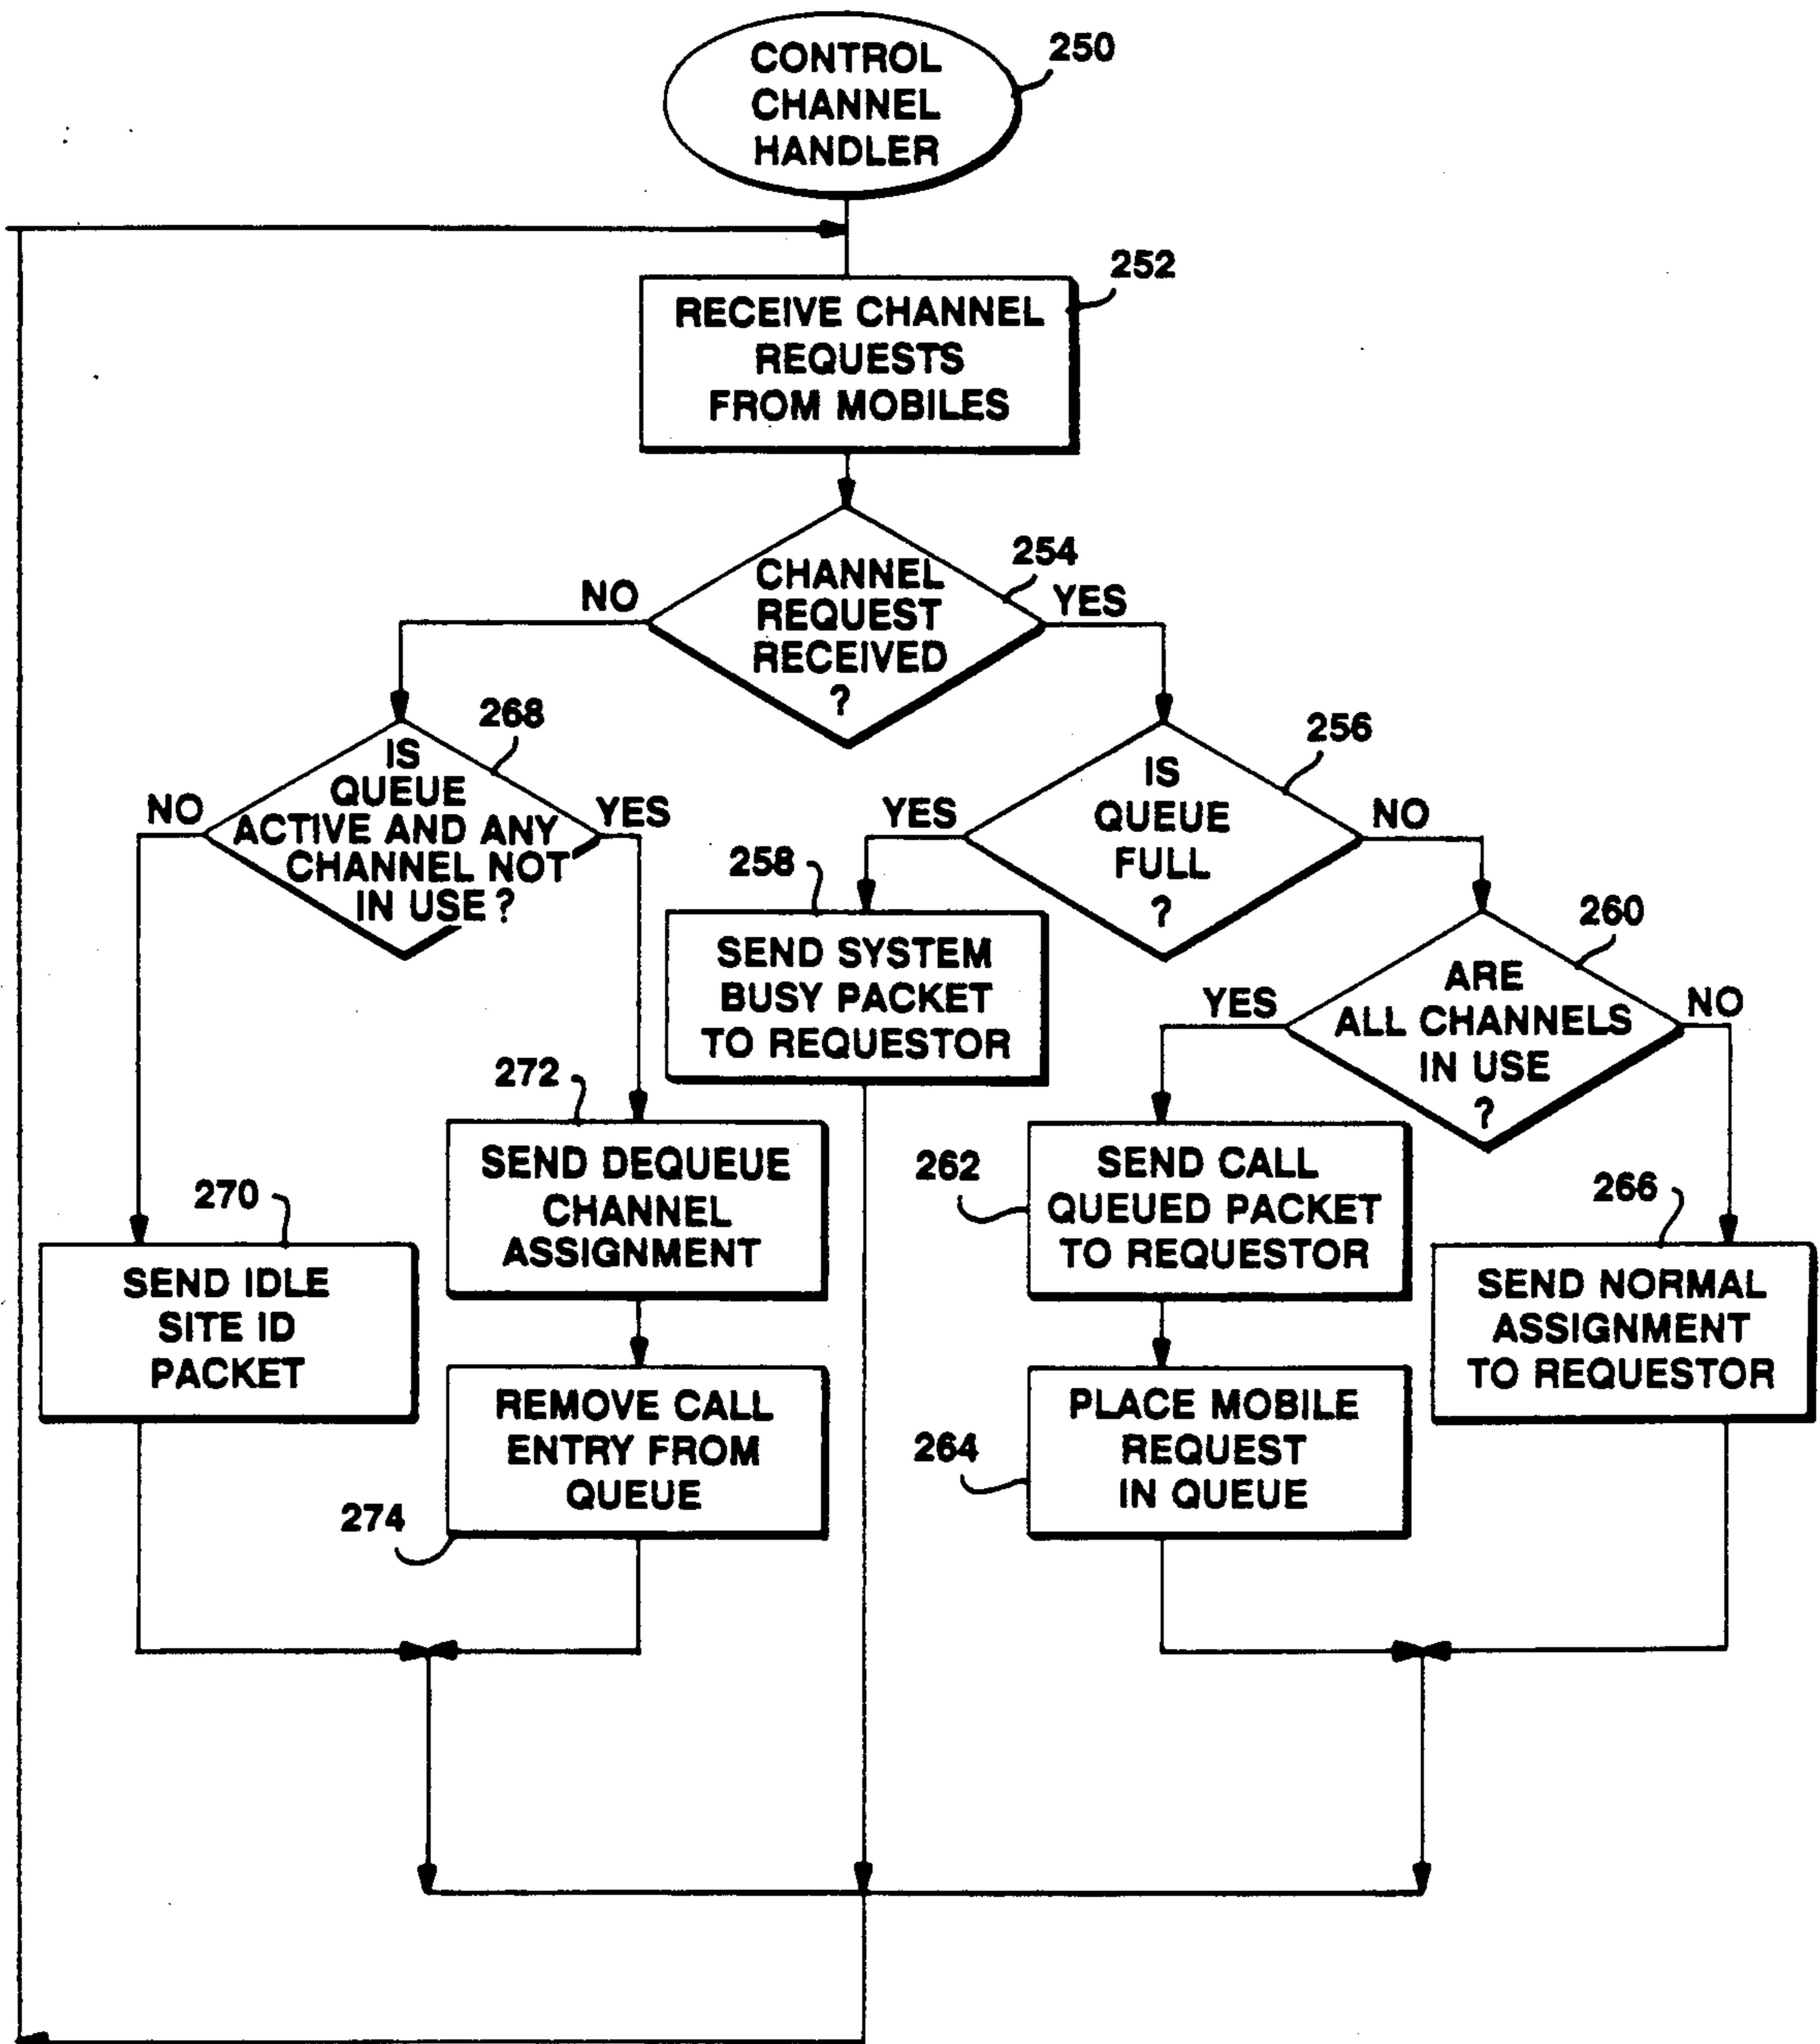 CONTROL
CHANNEL
HANDLER
250
252
RECEIVE CHANNEL
REQUESTS
FROM MOBILES
254
CHANNEL
REQUEST
RECEIVED
?
NO
YES
268
IS
QUEUE
ACTIVE AND ANY
CHANNEL NOT
IN USE ?
NO
YES
256
IS
QUEUE
FULL
?
YES
NO
258
SEND SYSTEM
BUSY PACKET
TO REQUESTOR
260
ARE
ALL CHANNELS
IN USE
?
YES
NO
272
SEND DEQUEUE
CHANNEL
ASSIGNMENT
262
SEND CALL
QUEUED PACKET
TO REQUESTOR
270
SEND IDLE
SITE ID
PACKET
266
SEND NORMAL
ASSIGNMENT
TO REQUESTOR
REMOVE CALL
ENTRY FROM
QUEUE
274
264
PLACE MOBILE
REQUEST
IN QUEUE